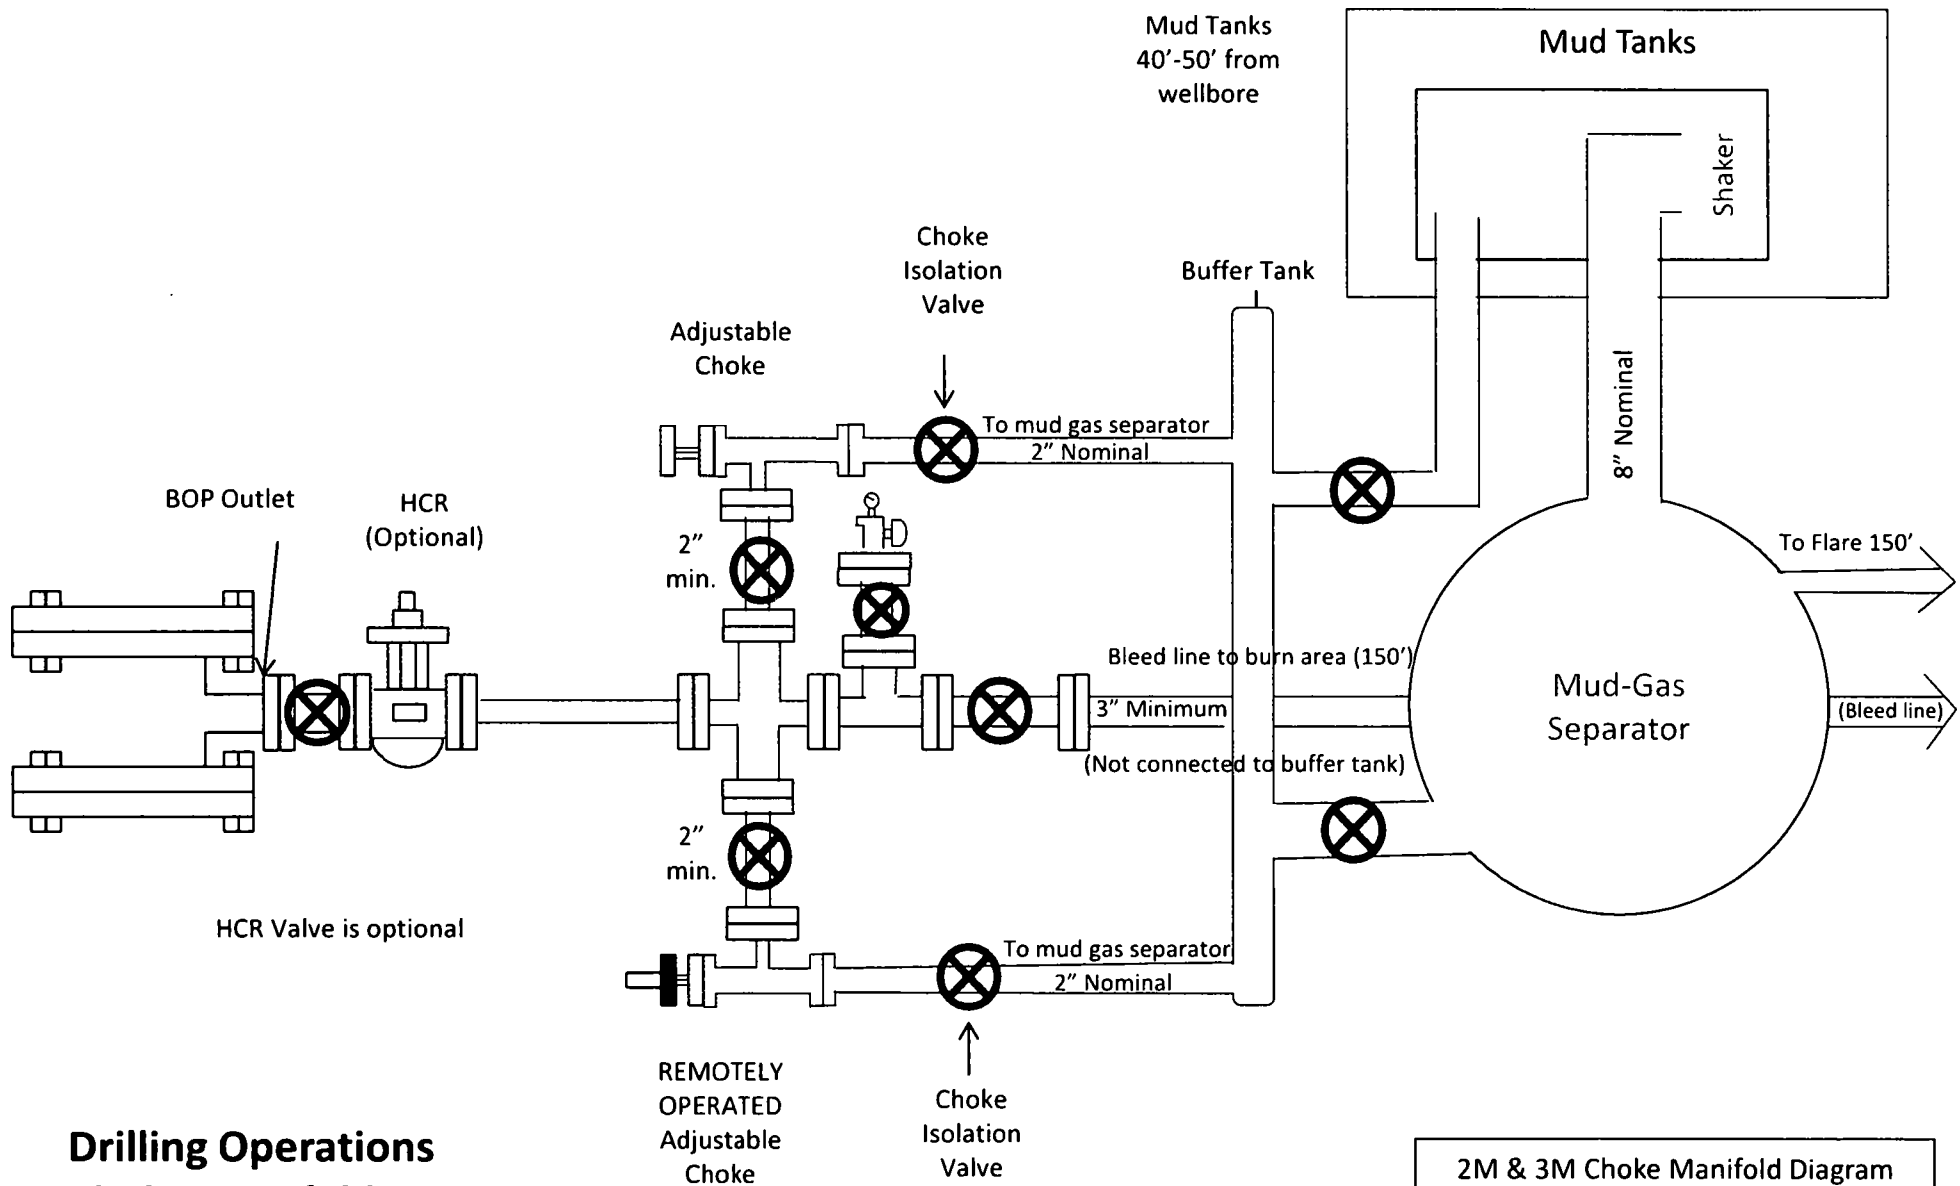 Mud Tanks
40’-50’ from
wellbore
Mud Tanks
Shaker
Choke
Isolation
Valve
Buffer Tank
Adjustable
Choke
To mud gas separator
2” Nominal
8” Nominal
BOP Outlet
HCR
(Optional)
2”
min.
To Flare 150’
Bleed line to burn area (150’)
3” Minimum
(Not connected to buffer tank)
Mud-Gas
Separator
(Bleed line)
2”
min.
HCR Valve is optional
To mud gas separator
2” Nominal
REMOTELY
OPERATED
Adjustable
Choke
Choke
Isolation
Valve
Drilling Operations
2M & 3M Choke Manifold Diagram